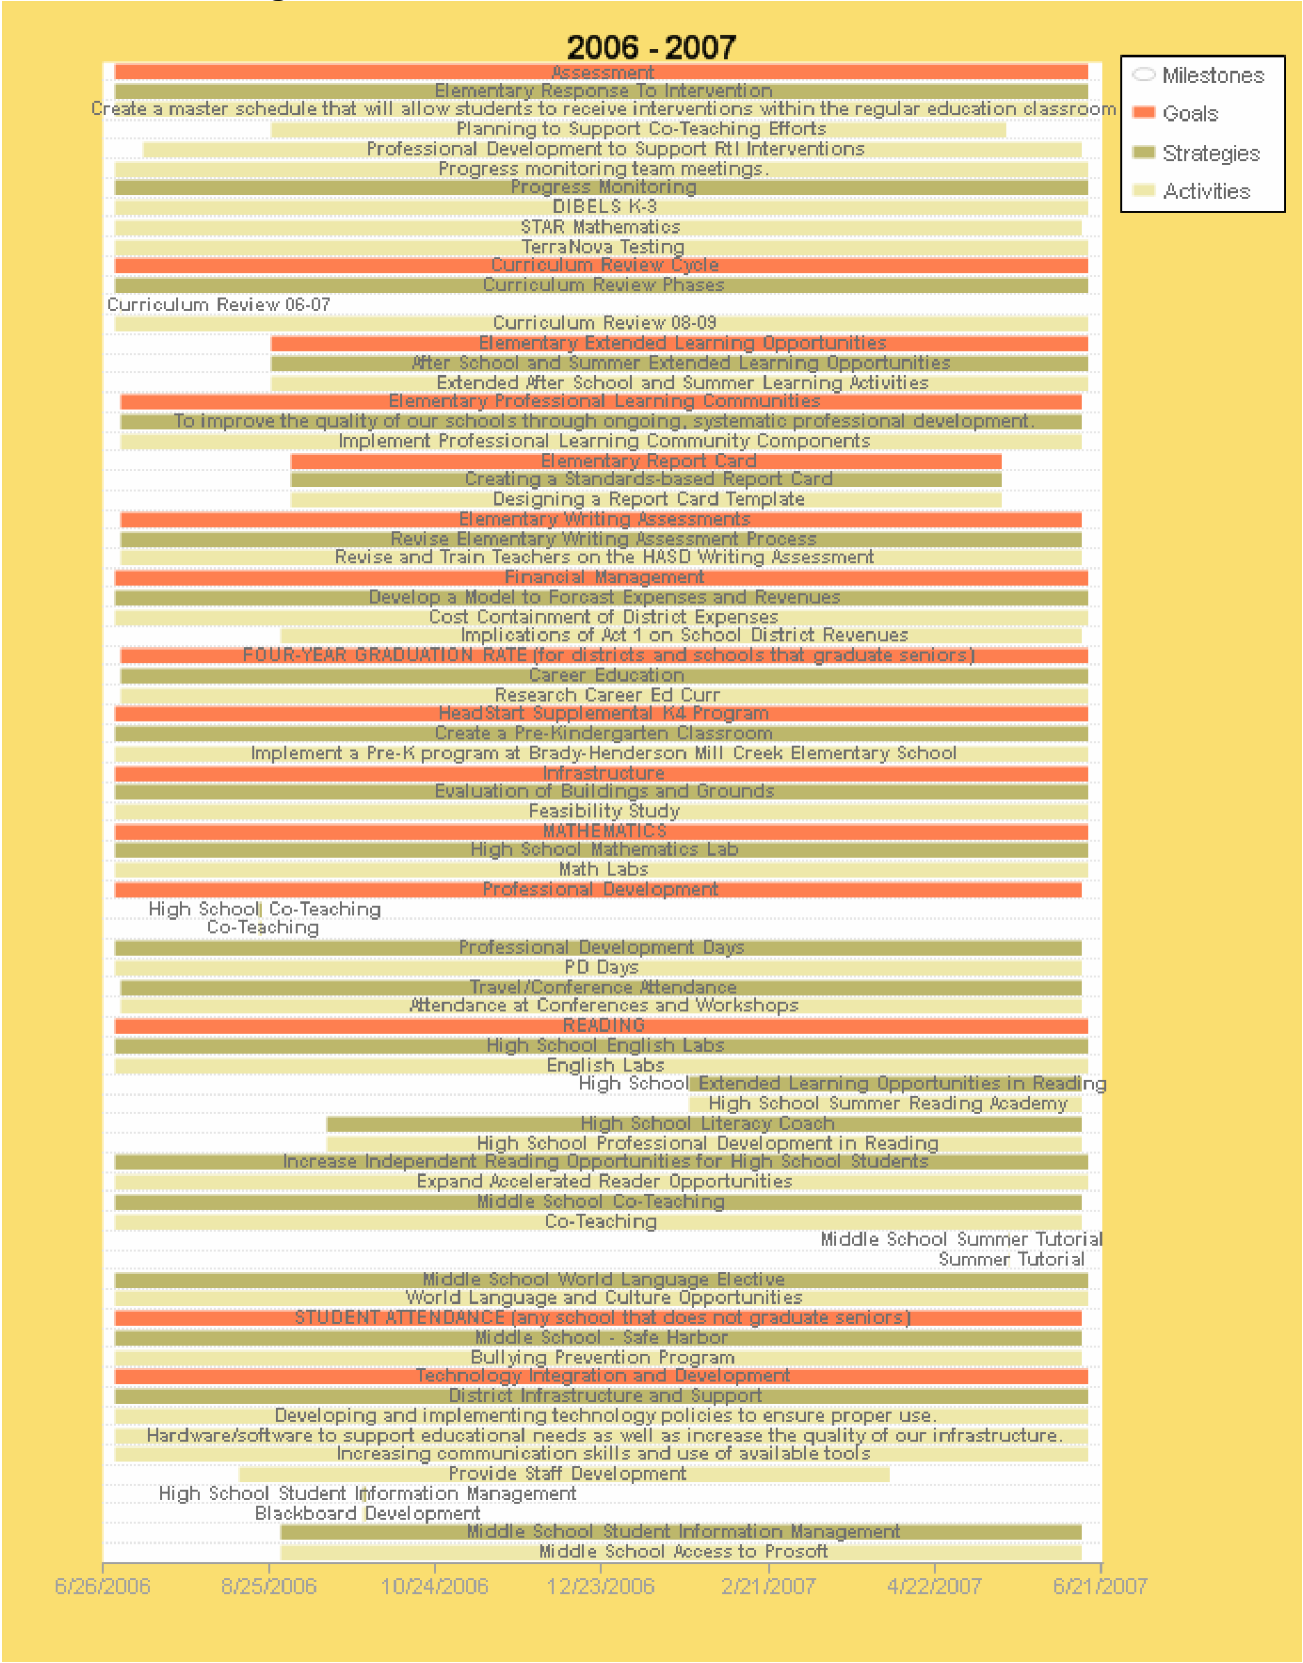 2006 - 2007
Milestones
Goals
Strategies
Activities
Assessment
Elementary Response To Intervention
Create a master schedule that will allow students to receive interventions within the regular education classroom
Planning to Support Co-Teaching Efforts
Professional Development to Support RtI Interventions
Progress monitoring team meetings.
Progress Monitoring
DIBELS K-3
STAR Mathematics
TerraNova Testing
Curriculum Review Cycle
Curriculum Review Phases
Curriculum Review 06-07
Curriculum Review 08-09
Elementary Extended Learning Opportunities
After School and Summer Extended Learning Opportunities
Extended After School and Summer Learning Activities
Elementary Professional Learning Communities
To improve the quality of our schools through ongoing, systematic professional development.
Implement Professional Learning Community Components
Elementary Report Card
Creating a Standards-based Report Card
Designing a Report Card Template
Elementary Writing Assessments
Revise Elementary Writing Assessment Process
Revise and Train Teachers on the HASD Writing Assessment
Financial Management
Develop a Model to Forcast Expenses and Revenues
Cost Containment of District Expenses
Implications of Act 1 on School District Revenues
FOUR-YEAR GRADUATION RATE (for districts and schools that graduate seniors)
Career Education
Research Career Ed Curr
HeadStart Supplemental K4 Program
Create a Pre-Kindergarten Classroom
Implement a Pre-K program at Brady-Henderson Mill Creek Elementary School
Infrastructure
Evaluation of Buildings and Grounds
Feasibility Study
MATHEMATICS
High School Mathematics Lab
Math Labs
Professional Development
High School Co-Teaching
Co-Teaching
Professional Development Days
PD Days
Travel/Conference Attendance
Attendance at Conferences and Workshops
READING
High School English Labs
English Labs
High School Extended Learning Opportunities in Reading
High School Summer Reading Academy
High School Literacy Coach
High School Professional Development in Reading
Increase Independent Reading Opportunities for High School Students
Expand Accelerated Reader Opportunities
Middle School Co-Teaching
Co-Teaching
Middle School Summer Tutorial
Summer Tutorial
Middle School World Language Elective
World Language and Culture Opportunities
STUDENT ATTENDANCE (any school that does not graduate seniors)
Middle School - Safe Harbor
Bullying Prevention Program
Technology Integration and Development
District Infrastructure and Support
Developing and implementing technology policies to ensure proper use.
Hardware/software to support educational needs as well as increase the quality of our infrastructure.
Increasing communication skills and use of available tools
Provide Staff Development
High School Student Information Management
Blackboard Development
Middle School Student Information Management
Middle School Access to Prosoft
6/26/2006 8/25/2006 10/24/2006 12/23/2006 2/21/2007 4/22/2007 6/21/2007